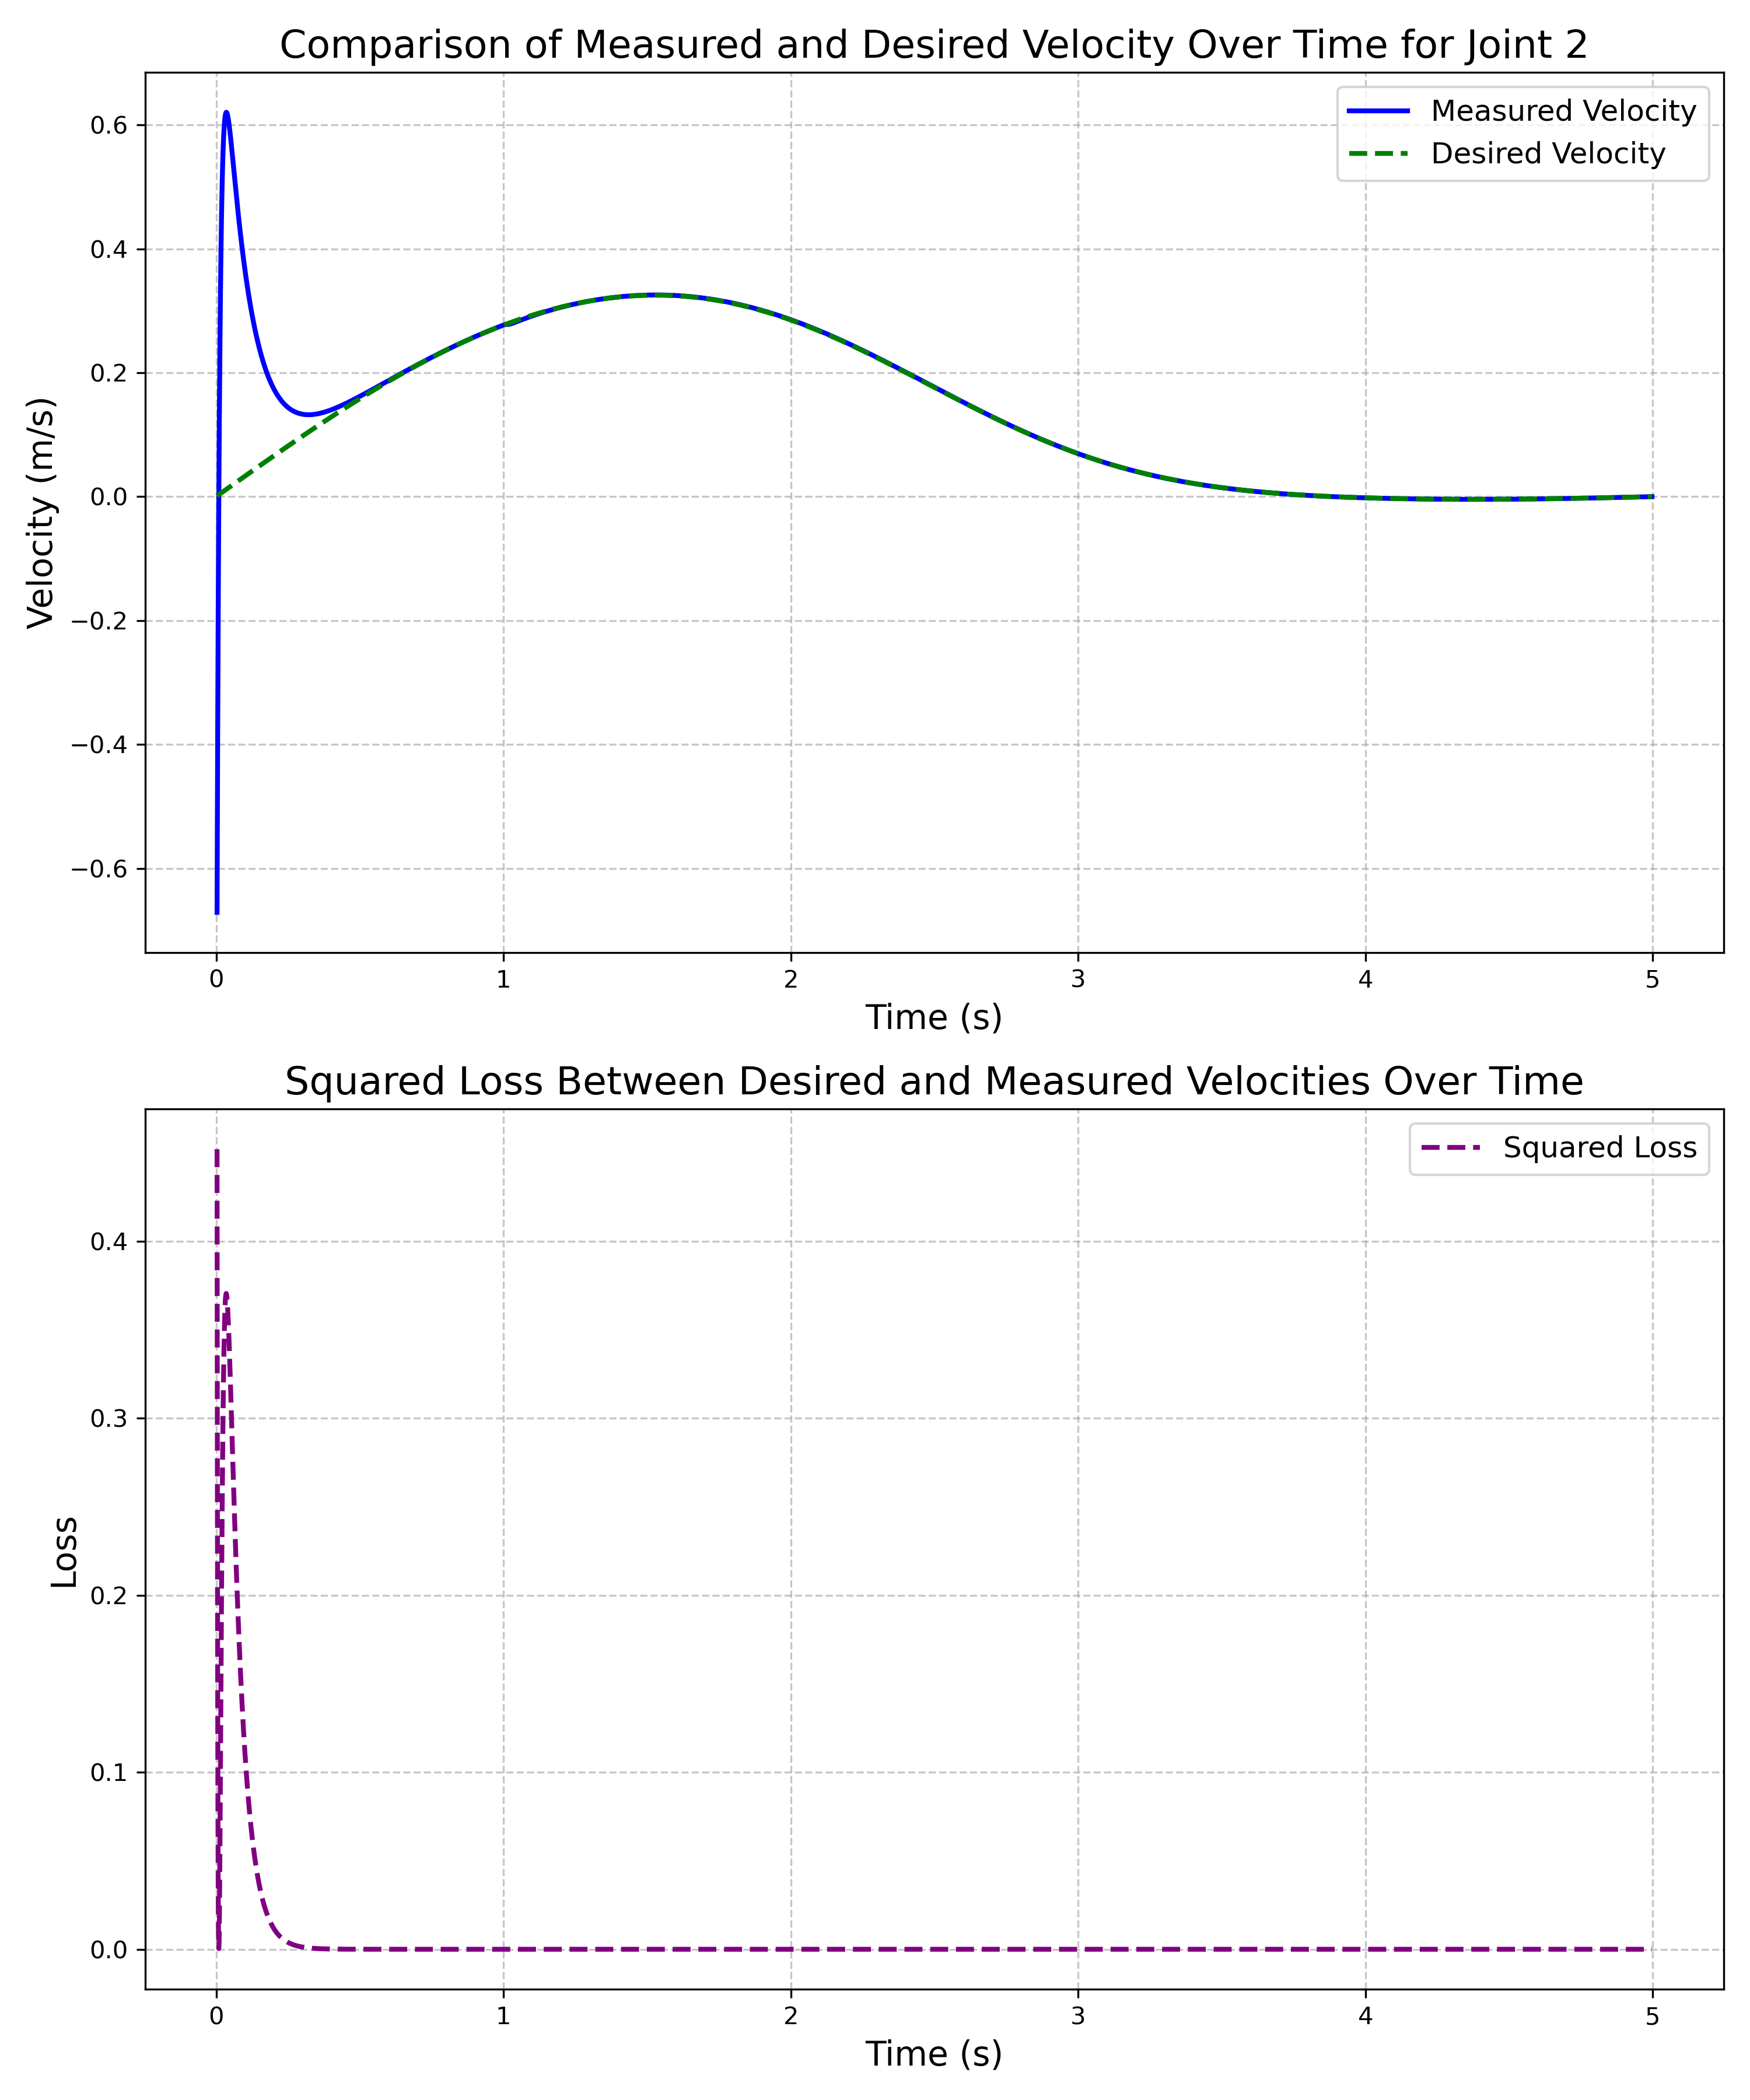 Comparison of Measured and Desired Velocity Over Time for Joint 2
Measured Velocity
Desired Velocity
0.6
0.4
0.2
0.0
−0.2
−0.4
−0.6
Velocity (m/s)
0 1 2 3 4 5
Time (s)
Squared Loss Between Desired and Measured Velocities Over Time
Squared Loss
0.4
0.3
0.2
0.1
0.0
Loss
0 1 2 3 4 5
Time (s)